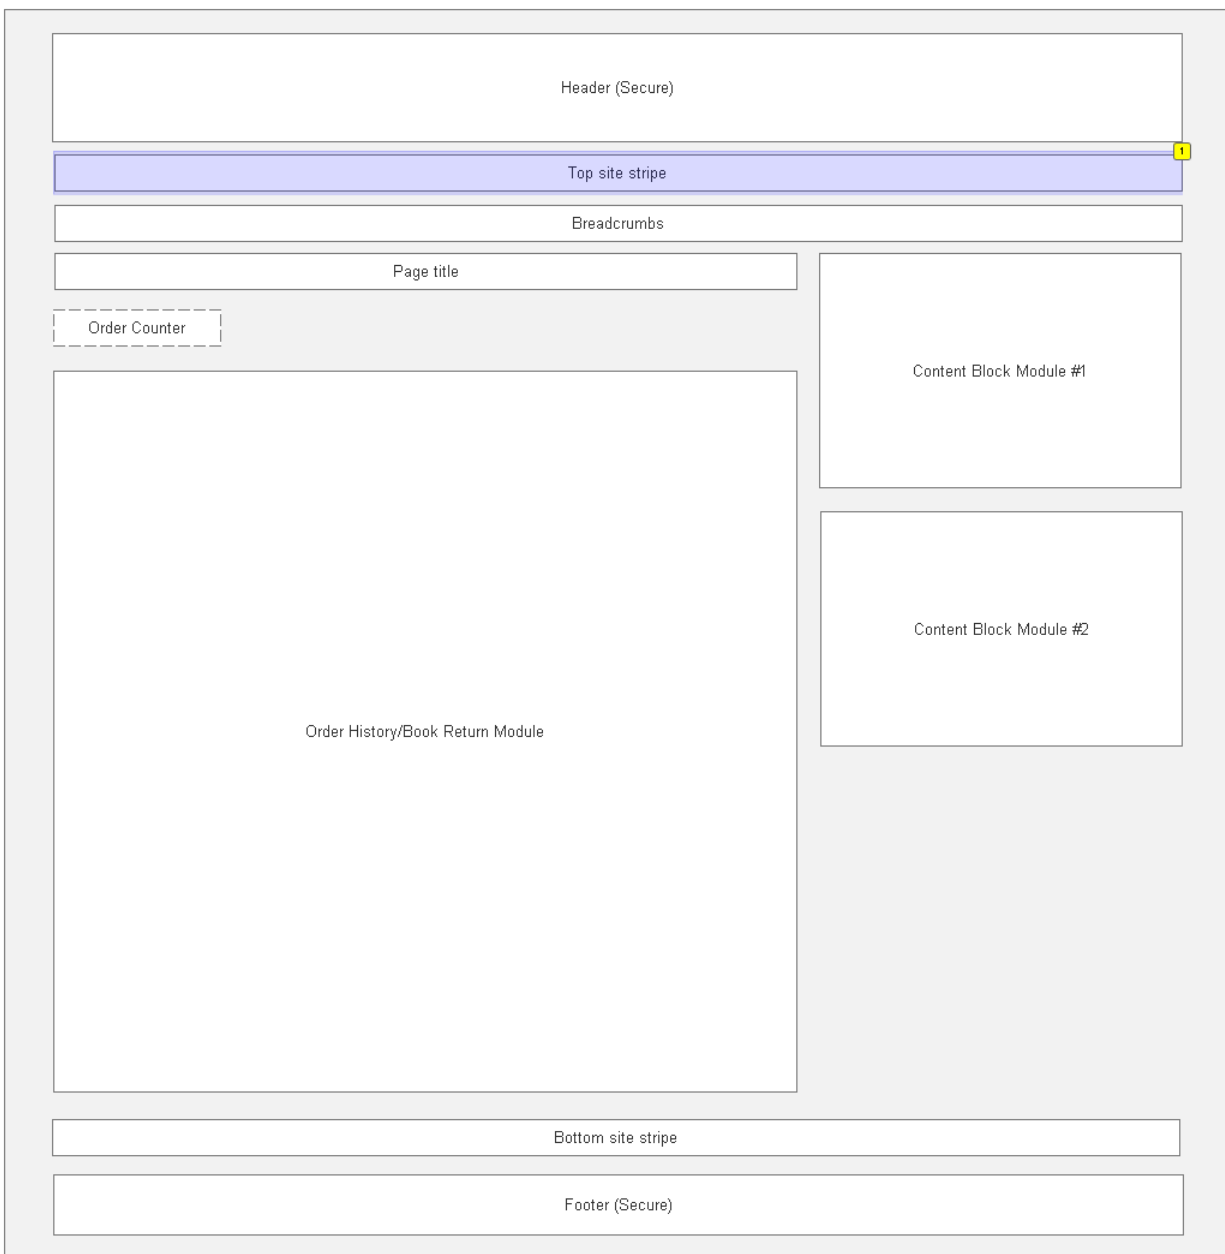 Header (Secure)
1
Top site stripe
Breadcrumbs
Page title
Order Counter
Content Block Module #1
Content Block Module #2
Order History/Book Return Module
Bottom site stripe
Footer (Secure)